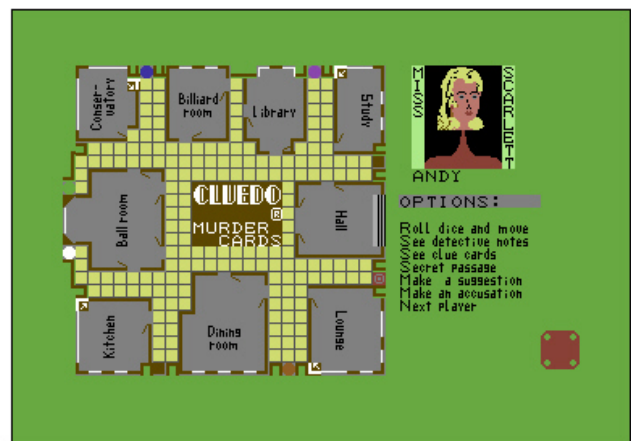 Conser-
vatory
Billiard
room
Library
Study
MISS
SCARLETT
ANDY
OPTIONS:
Roll dice and move
See detective notes
See clue cards
Secret passage
Make a suggestion
Make an accusation
Next player
Ball room
CLUEDO
®
MURDER
CARDS
Hall
Kitchen
Dining
room
Lounge